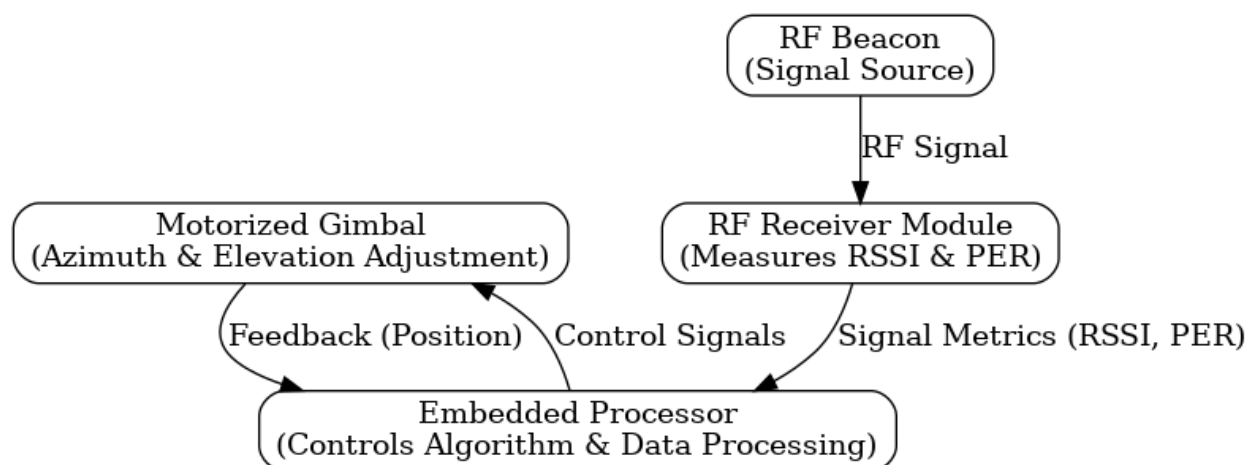 RF Beacon
(Signal Source)
RF Signal
Motorized Gimbal
(Azimuth & Elevation Adjustment)
RF Receiver Module
(Measures RSSI & PER)
Feedback (Position)
Control Signals
Signal Metrics (RSSI, PER)
Embedded Processor
(Controls Algorithm & Data Processing)